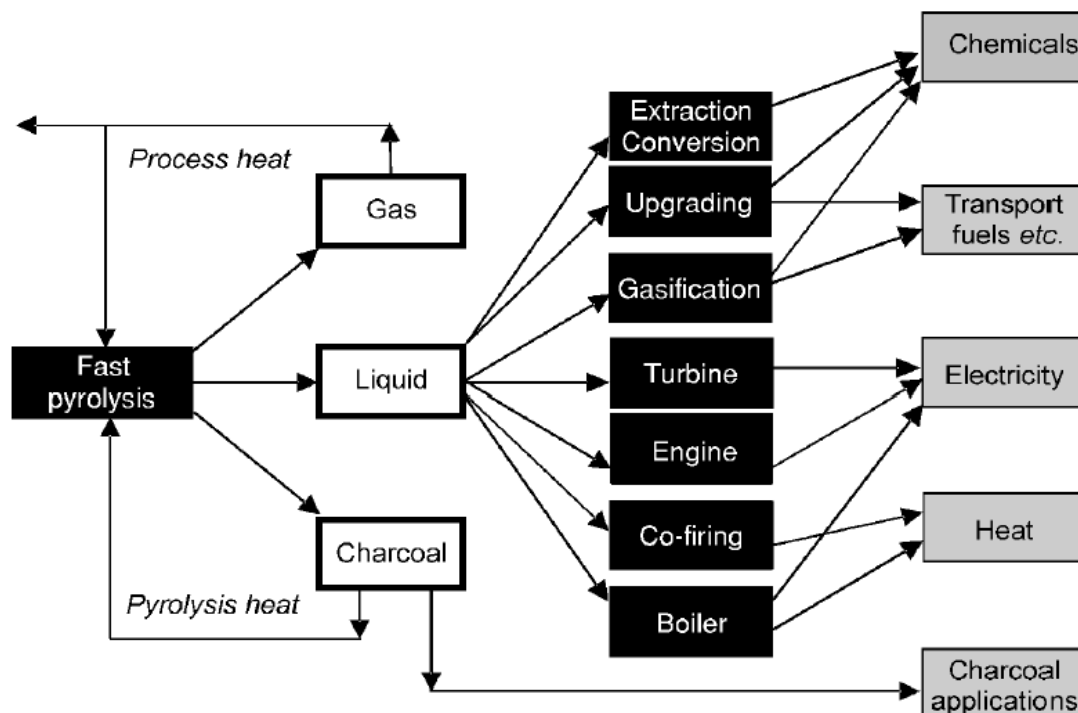 Chemicals
Extraction
Conversion
Process heat
Gas
Upgrading
Transport
fuels etc.
Gasification
Fast
pyrolysis
Liquid
Turbine
Electricity
Engine
Charcoal
Co-firing
Heat
Pyrolysis heat
Boiler
Charcoal
applications